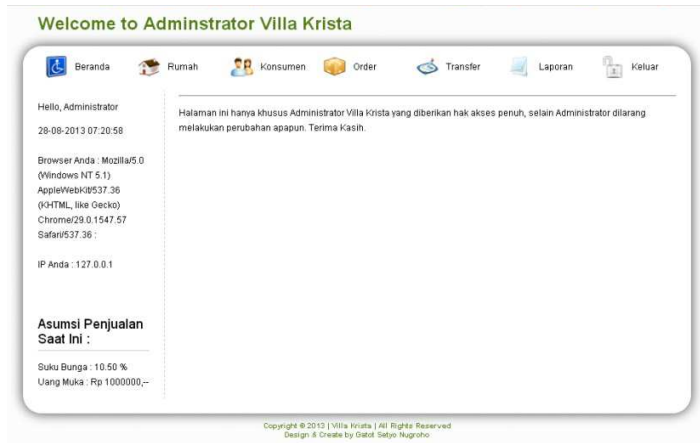 Welcome to Adminstrator Villa Krista
Beranda Rumah Konsumen Order Transfer Laporan Keluar
Hello, Administrator
28-08-2013 07:20:58
Browser Anda : Mozilla/5.0
(Windows NT 5.1)
AppleWebKit/537.36
(KHTML, like Gecko)
Chrome/29.0.1547.57
Safari/537.36 :
IP Anda : 127.0.0.1
Asumsi Penjualan
Saat Ini :
Suku Bunga : 10.50 %
Uang Muka : Rp 1000000,--
Halaman ini hanya khusus Administrator Villa Krista yang diberikan hak akses penuh, selain Administrator dilarang
melakukan perubahan apapun. Terima Kasih.
Copyright © 2013 | Villa Krista | All Rights Reserved
Design & Create by Gatot Setyo Nugroho